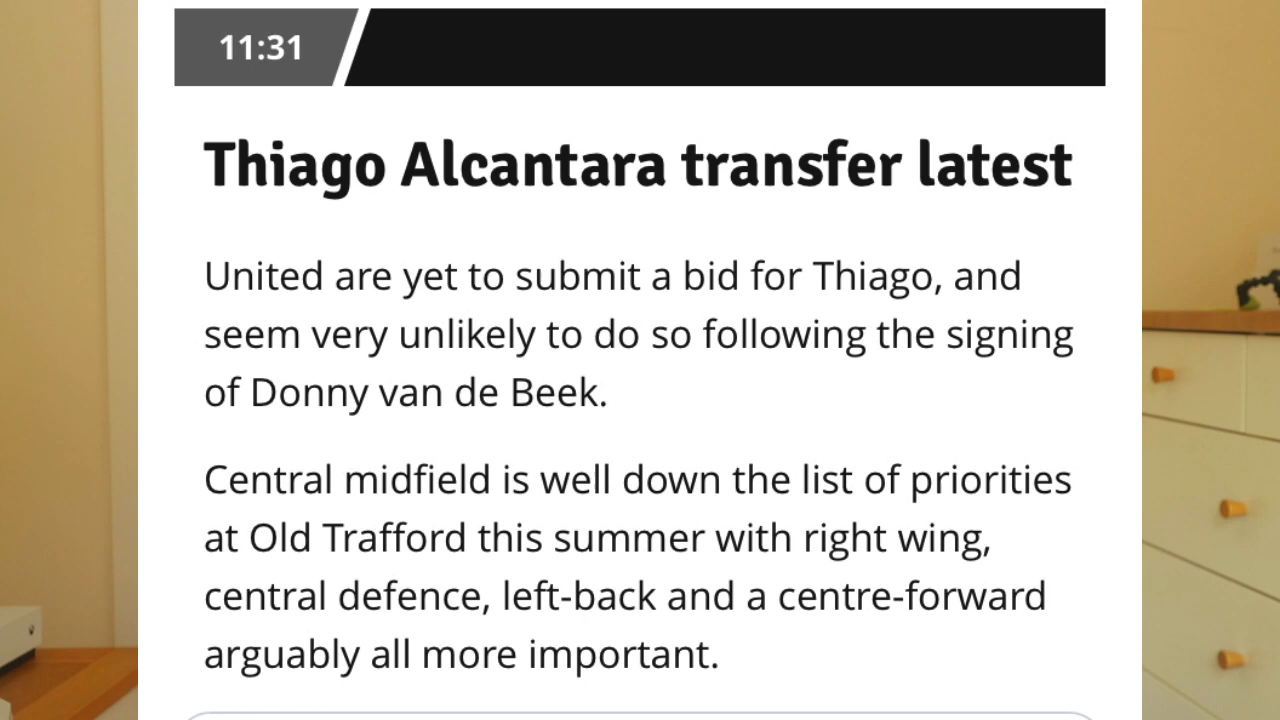 11:31
Thiago Alcantara transfer latest
United are yet to submit a bid for Thiago, and
seem very unlikely to do so following the signing
of Donny van de Beek.
Central midfield is well down the list of priorities
at Old Trafford this summer with right wing,
central defence, left-back and a centre-forward
arguably all more important.